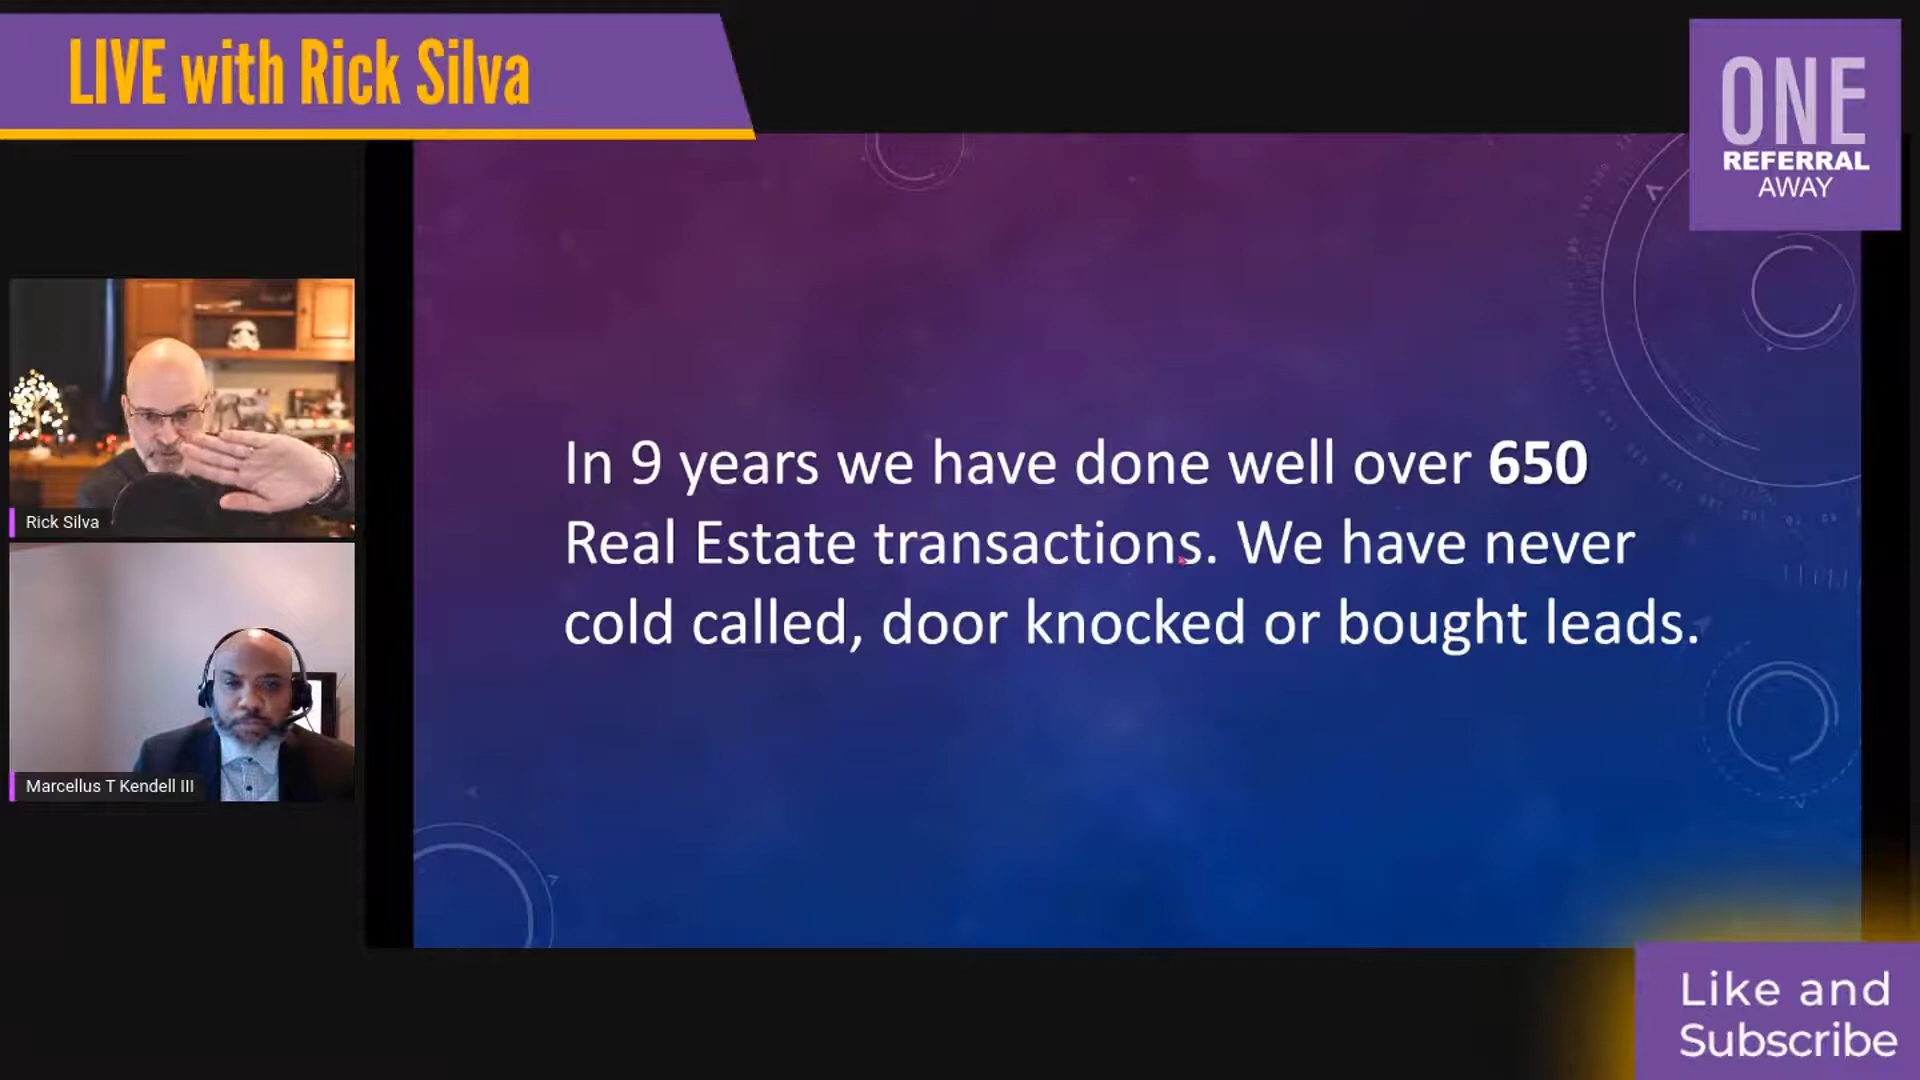 LIVE with Rick Silva
ONE
REFERRAL
AWAY
In 9 years we have done well over 650
Real Estate transactions. We have never
cold called, door knocked or bought leads.
Rick Silva
Marcellus T Kendell III
Like and
Subscribe